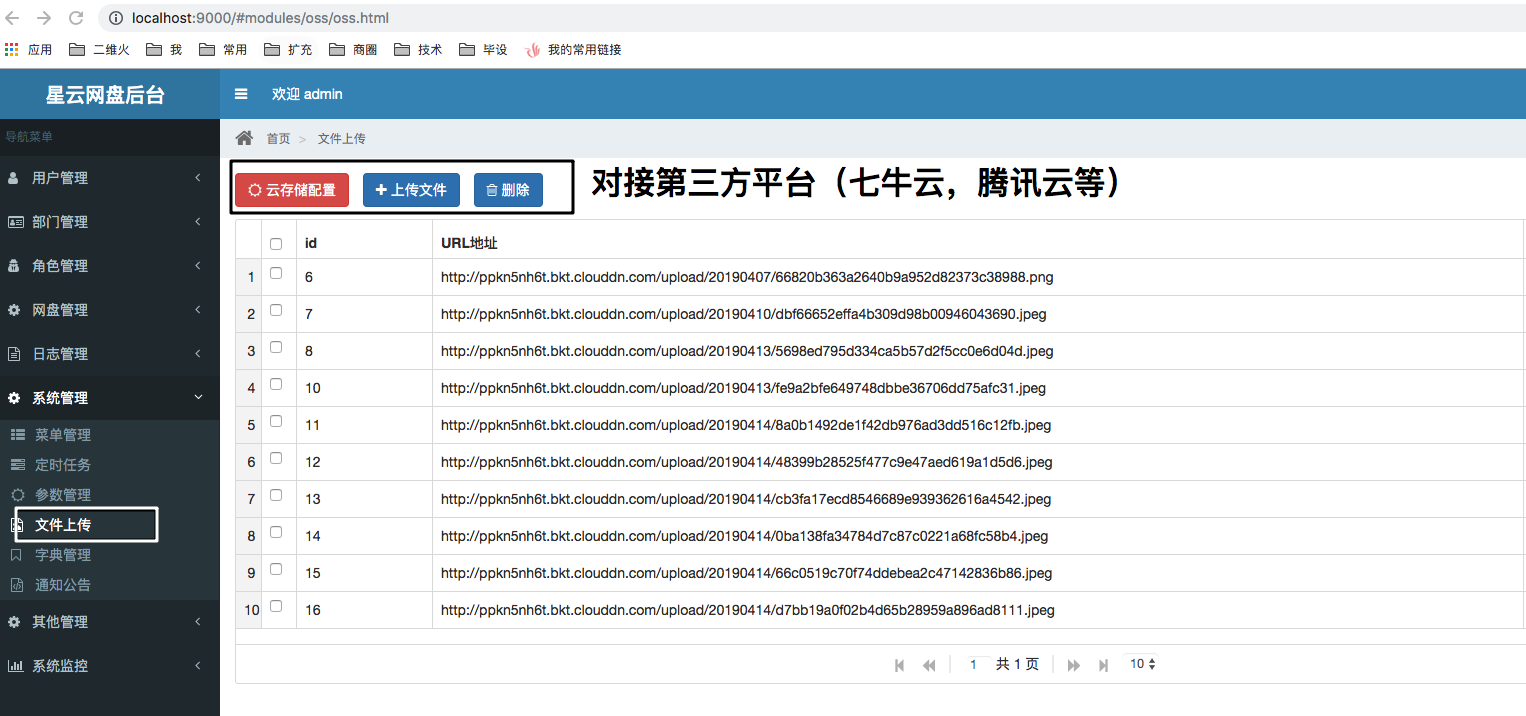 localhost:9000/#modules/oss/oss.html
应用 二维火 我 常用 扩充 商圈 技术 毕设 我的常用链接
星云网盘后台 欢迎 admin
导航菜单
首页 > 文件上传
云存储配置 上传文件 删除 对接第三方平台（七牛云，腾讯云等）
用户管理
部门管理
角色管理
网盘管理
日志管理
系统管理
菜单管理
定时任务
参数管理
文件上传
字典管理
通知公告
其他管理
系统监控
id URL地址
1 6 http://ppkn5nh6t.bkt.clouddn.com/upload/20190407/66820b363a2640b9a952d82373c38988.png
2 7 http://ppkn5nh6t.bkt.clouddn.com/upload/20190410/dbf66652effa4b309d98b00946043690.jpeg
3 8 http://ppkn5nh6t.bkt.clouddn.com/upload/20190413/5698ed795d334ca5b57d2f5cc0e6d04d.jpeg
4 10 http://ppkn5nh6t.bkt.clouddn.com/upload/20190413/fe9a2bfe649748dbbe36706dd75afc31.jpeg
5 11 http://ppkn5nh6t.bkt.clouddn.com/upload/20190414/8a0b1492de1f42db976ad3dd516c12fb.jpeg
6 12 http://ppkn5nh6t.bkt.clouddn.com/upload/20190414/48399b28525f477c9e47aed619a1d5d6.jpeg
7 13 http://ppkn5nh6t.bkt.clouddn.com/upload/20190414/cb3fa17ecd8546689e939362616a4542.jpeg
8 14 http://ppkn5nh6t.bkt.clouddn.com/upload/20190414/0ba138fa34784d7c87c0221a68fc58b4.jpeg
9 15 http://ppkn5nh6t.bkt.clouddn.com/upload/20190414/66c0519c70f74ddebea2c47142836b86.jpeg
10 16 http://ppkn5nh6t.bkt.clouddn.com/upload/20190414/d7bb19a0f02b4d65b28959a896ad8111.jpeg
1 共 1 页 10